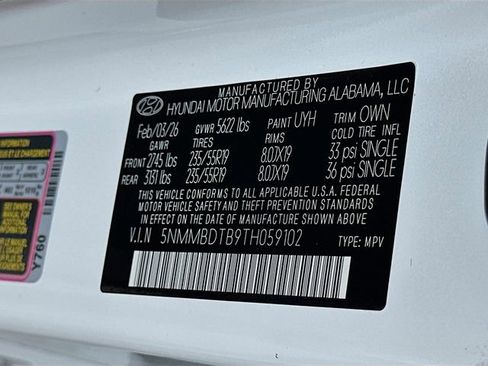 MANUFACTURED BY
HYUNDAI MOTOR MANUFACTURING ALABAMA, LLC
Feb/03/26 GVWR 5622 lbs PAINT UYH TRIM OWN
GAWR TIRES RIMS COLD TIRE INFL
FRONT 2745 lbs 235/55R19 8.0JX19 33 psi SINGLE
REAR 3131 lbs 235/55R19 8.0JX19 36 psi SINGLE
THIS VEHICLE CONFORMS TO ALL APPLICABLE U.S.A. FEDERAL
MOTOR VEHICLE SAFETY AND THEFT PREVENTION STANDARDS
IN EFFECT ON THE DATE OF MANUFACTURE SHOWN ABOVE.
V.I.N 5NMMBDTB9TH059102 TYPE: MPV
INFORMATION
Y760